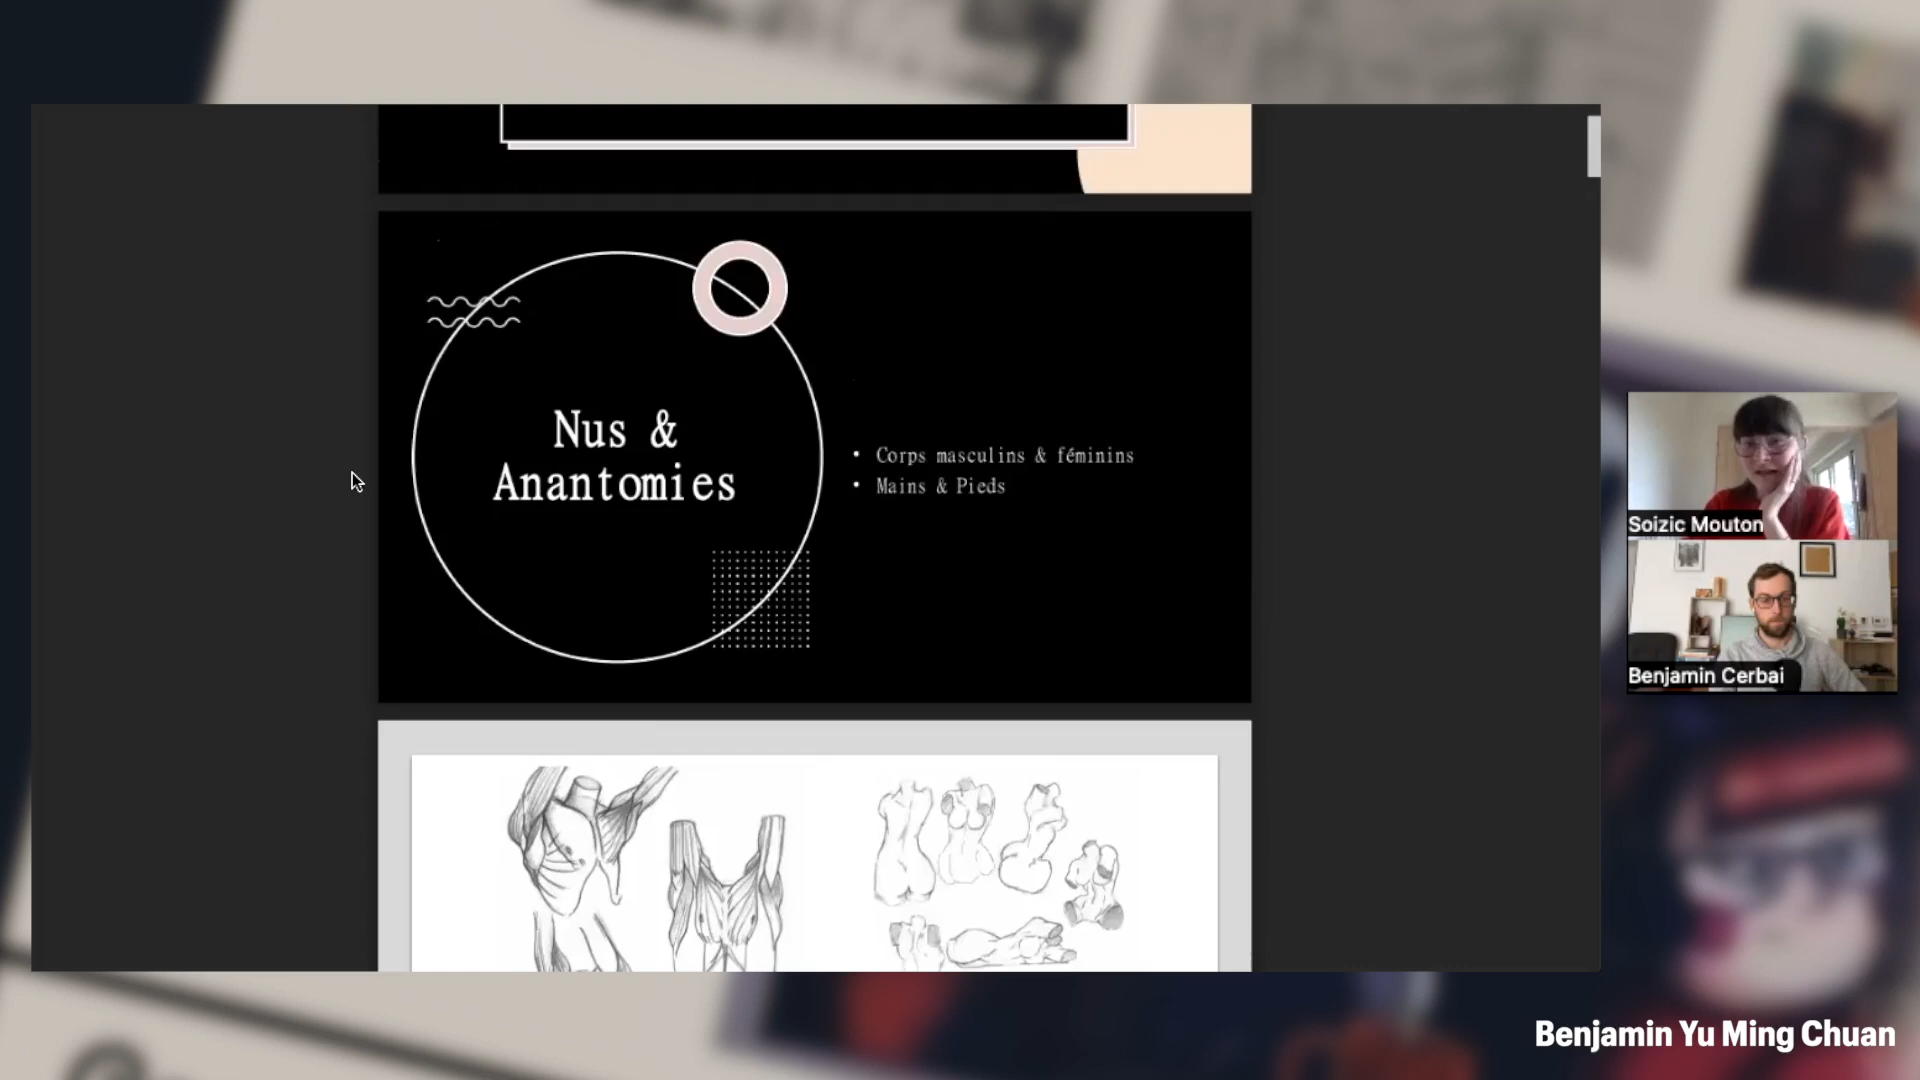 Nus &
Anantomies
• Corps masculins & féminins
• Mains & Pieds
Soizic Mouton
Benjamin Cerbai
Benjamin Yu Ming Chuan